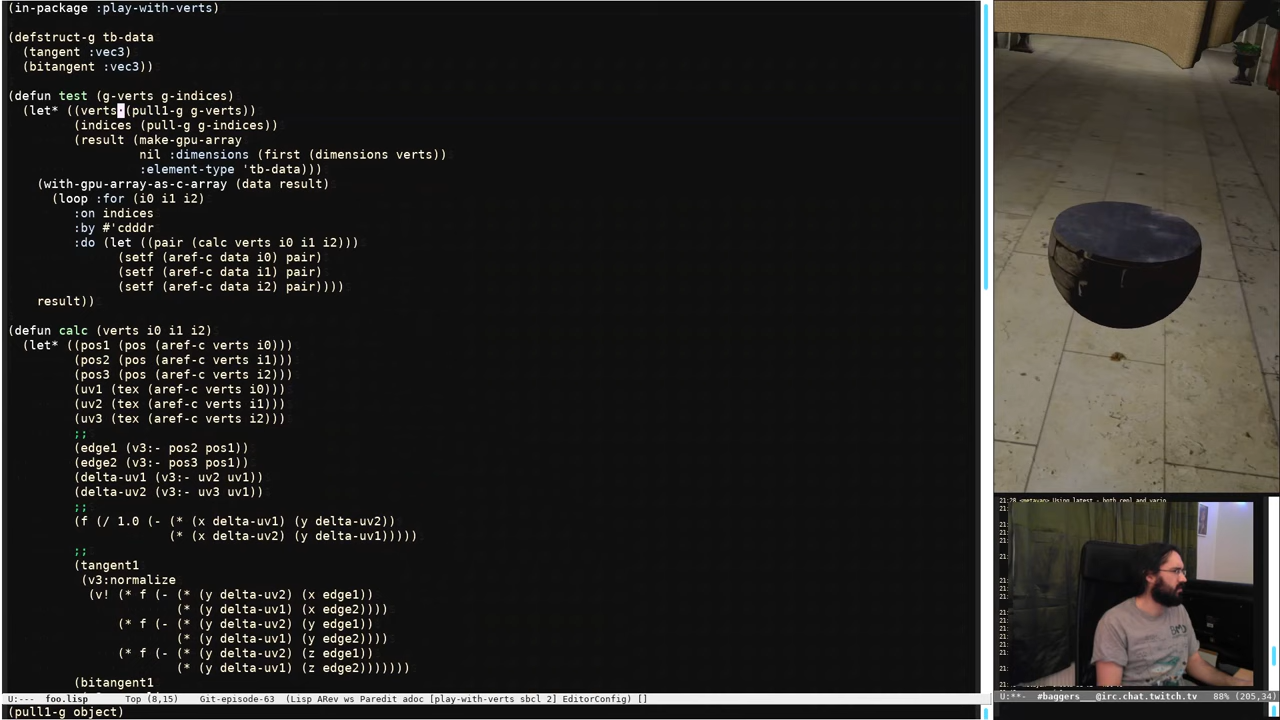 (in-package :play-with-verts)
(defstruct-g tb-data
  (tangent :vec3)
  (bitangent :vec3))
(defun test (g-verts g-indices)
  (let* ((verts (pull1-g g-verts))
         (indices (pull-g g-indices))
         (result (make-gpu-array
                  nil :dimensions (first (dimensions verts))
                  :element-type 'tb-data)))
    (with-gpu-array-as-c-array (data result)
      (loop :for (i0 i1 i2)
         :on indices
         :by #'cdddr
         :do (let ((pair (calc verts i0 i1 i2)))
               (setf (aref-c data i0) pair)
               (setf (aref-c data i1) pair)
               (setf (aref-c data i2) pair))))
    result))
(defun calc (verts i0 i1 i2)
  (let* ((pos1 (pos (aref-c verts i0)))
         (pos2 (pos (aref-c verts i1)))
         (pos3 (pos (aref-c verts i2)))
         (uv1 (tex (aref-c verts i0)))
         (uv2 (tex (aref-c verts i1)))
         (uv3 (tex (aref-c verts i2)))
         ;;
         (edge1 (v3:- pos2 pos1))
         (edge2 (v3:- pos3 pos1))
         (delta-uv1 (v3:- uv2 uv1))
         (delta-uv2 (v3:- uv3 uv1))
         ;;
         (f (/ 1.0 (- (* (x delta-uv1) (y delta-uv2))
                      (* (x delta-uv2) (y delta-uv1)))))
         ;;
         (tangent1
          (v3:normalize
           (v! (* f (- (* (y delta-uv2) (x edge1))
                       (* (y delta-uv1) (x edge2))))
               (* f (- (* (y delta-uv2) (y edge1))
                       (* (y delta-uv1) (y edge2))))
               (* f (- (* (y delta-uv2) (z edge1))
                       (* (y delta-uv1) (z edge2)))))))
         (bitangent1
U:--- foo.lisp Top (8,15) Git-episode-63 (Lisp ARev ws Paredit adoc [play-with-verts sbcl 2] EditorConfig) []
(pull1-g object)
21:28 <metayan> Using latest - both cepl and vario
U:**- #baggers___@irc.chat.twitch.tv 88% (205,34)